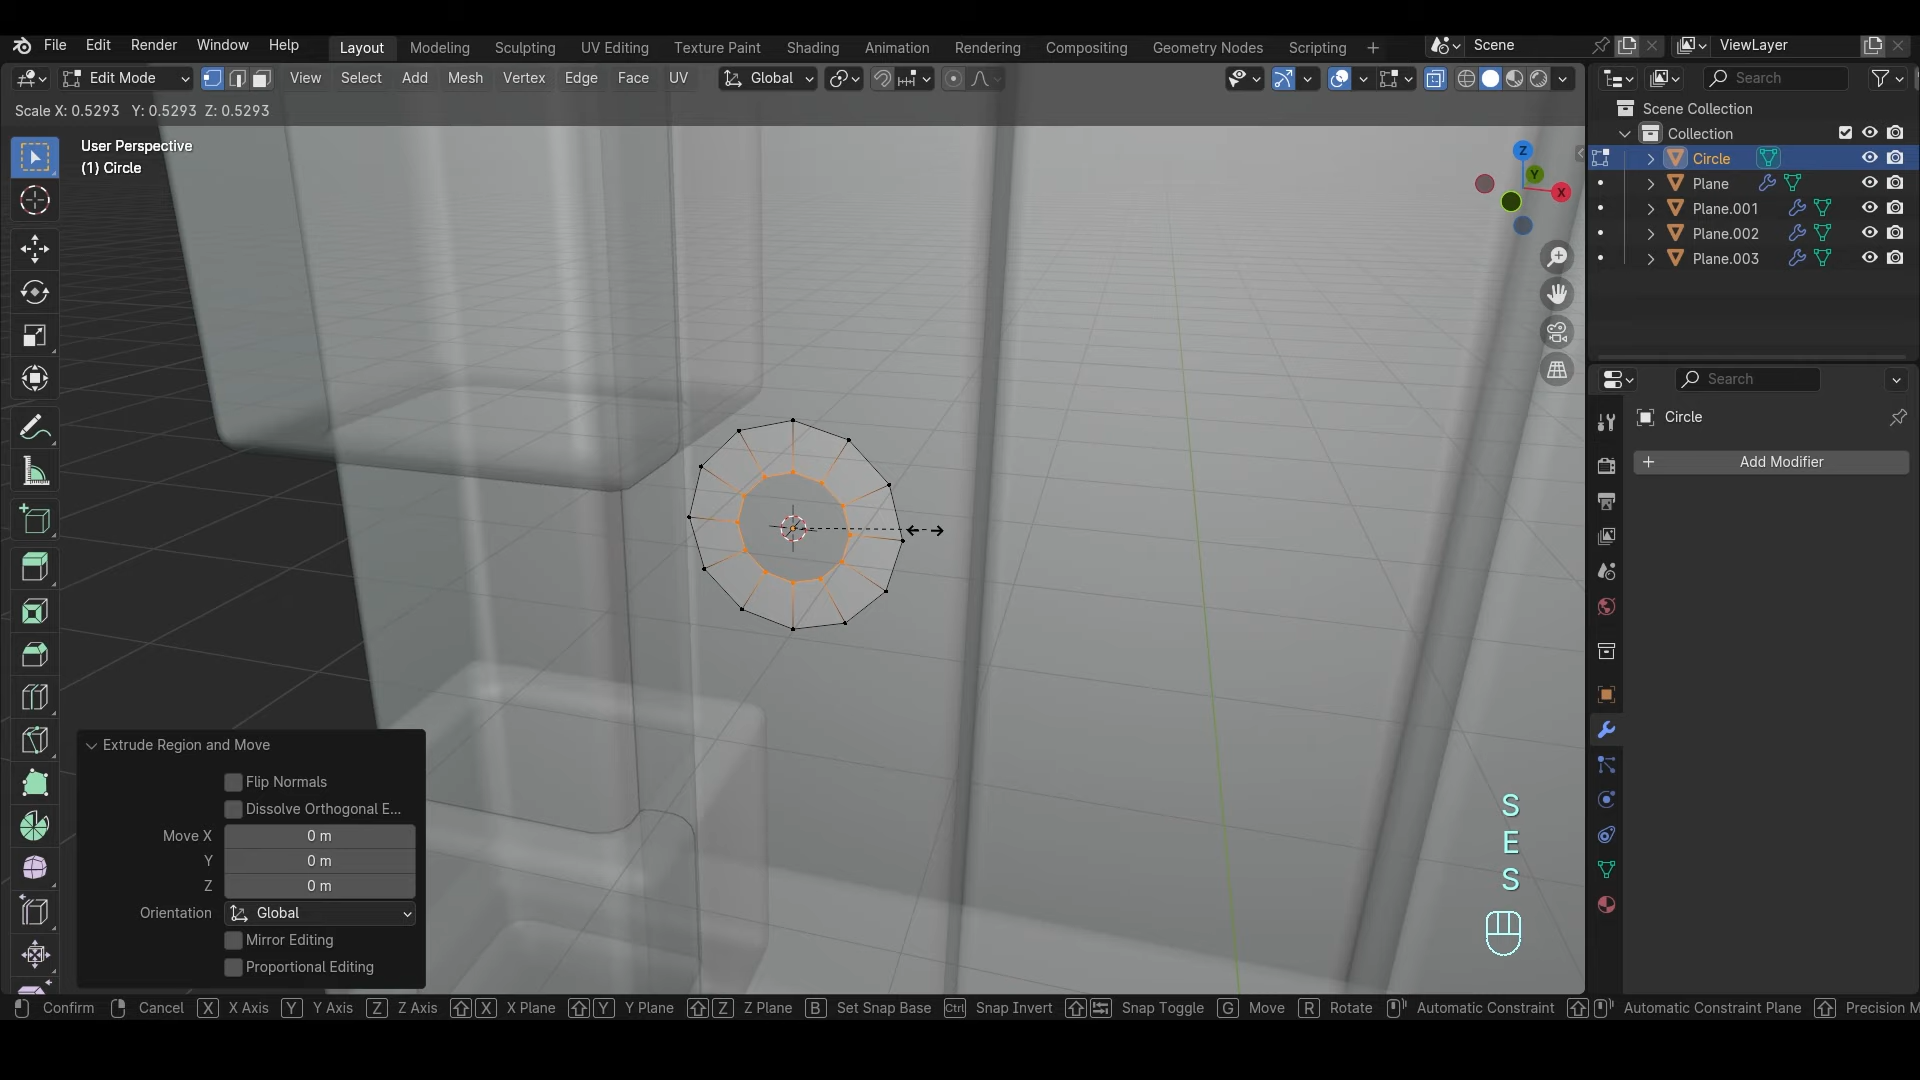 File Edit Render Window Help Layout Modeling Sculpting UV Editing Texture Paint Shading Animation Rendering Compositing Geometry Nodes Scripting + Scene ViewLayer
Edit Mode View Select Add Mesh Vertex Edge Face UV Global Search
Scale X: 0.5293 Y: 0.5293 Z: 0.5293
User Perspective
(1) Circle
Z
Y
X
Scene Collection
Collection
Circle
Plane
Plane.001
Plane.002
Plane.003
Search
Circle
+ Add Modifier
Extrude Region and Move
Flip Normals
Dissolve Orthogonal E...
Move X 0 m
Y 0 m
Z 0 m
Orientation Global
Mirror Editing
Proportional Editing
S
E
S
Confirm Cancel X X Axis Y Y Axis Z Z Axis X X Plane Y Y Plane Z Z Plane B Set Snap Base Ctrl Snap Invert Snap Toggle G Move R Rotate Automatic Constraint Automatic Constraint Plane Precision M